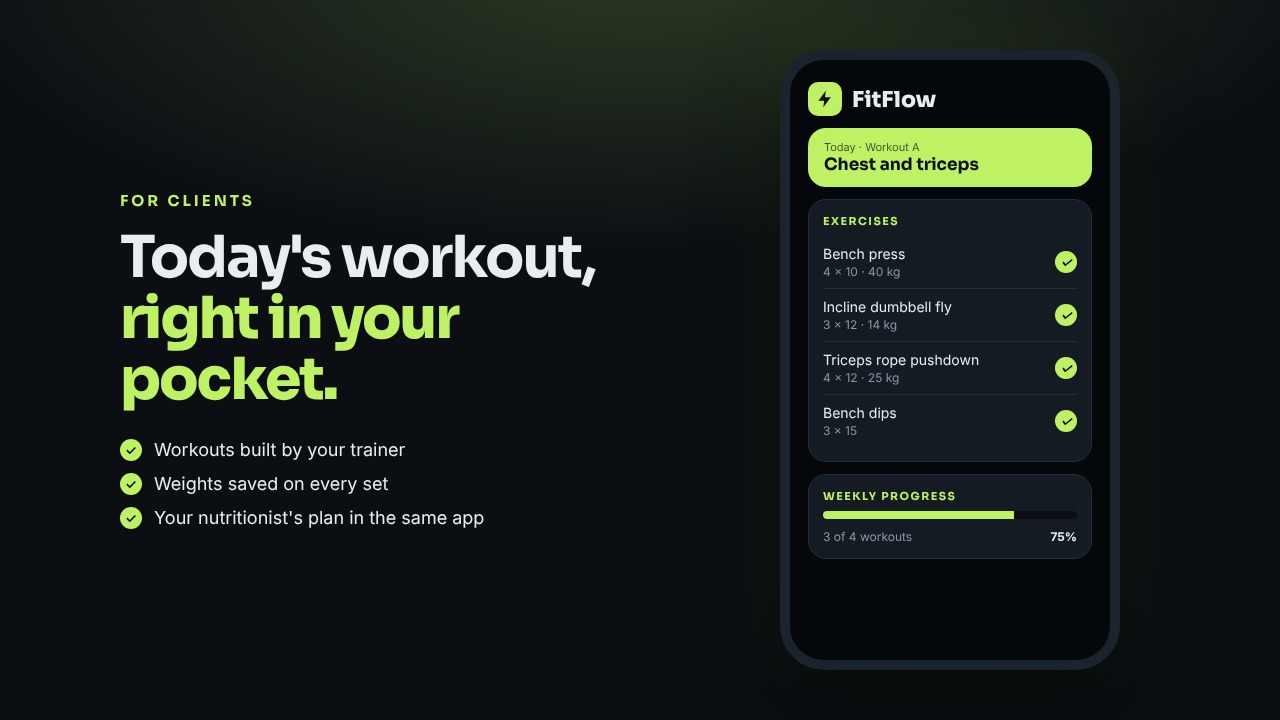 FOR CLIENTS
Today's workout,
right in your
pocket.
Workouts built by your trainer
Weights saved on every set
Your nutritionist's plan in the same app
FitFlow
Today · Workout A
Chest and triceps
EXERCISES
Bench press
4 × 10 · 40 kg
Incline dumbbell fly
3 × 12 · 14 kg
Triceps rope pushdown
4 × 12 · 25 kg
Bench dips
3 × 15
WEEKLY PROGRESS
3 of 4 workouts 75%